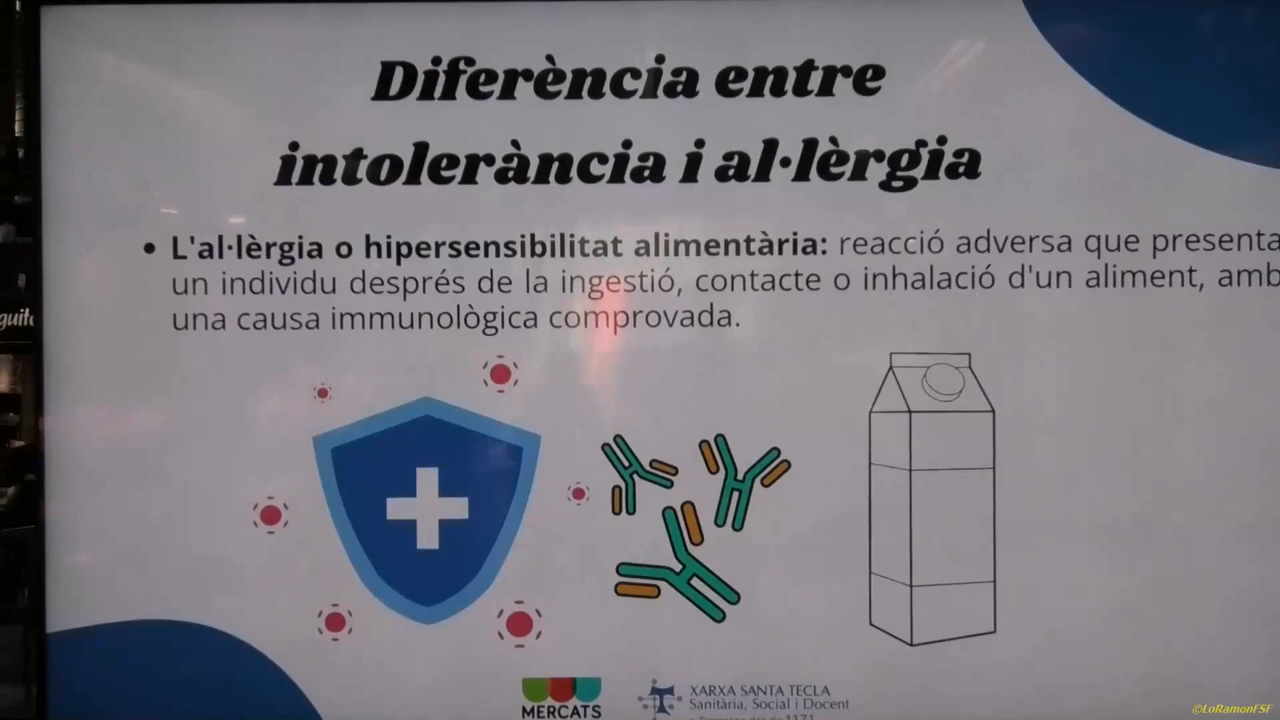 Diferència entre
intolerància i al·lèrgia
• L'al·lèrgia o hipersensibilitat alimentària: reacció adversa que presenta
un individu després de la ingestió, contacte o inhalació d'un aliment, amb
una causa immunològica comprovada.
MERCATS
XARXA SANTA TECLA
Sanitària, Social i Docent
1171
©LoRamonFSF